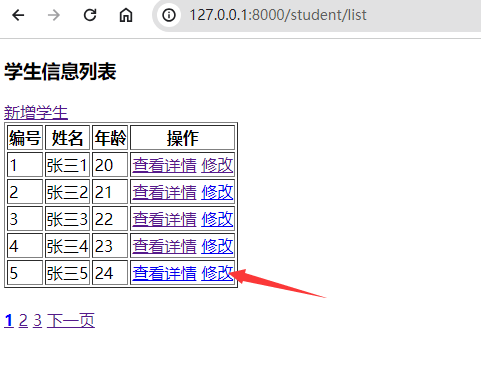 127.0.0.1:8000/student/list
学生信息列表
新增学生
编号 姓名 年龄 操作
1 张三1 20 查看详情 修改
2 张三2 21 查看详情 修改
3 张三3 22 查看详情 修改
4 张三4 23 查看详情 修改
5 张三5 24 查看详情 修改
1 2 3 下一页